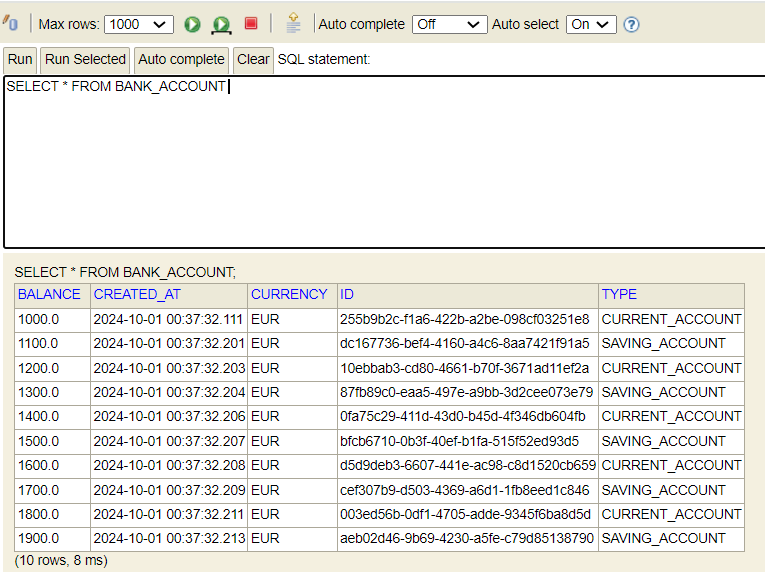 Max rows: 1000 Auto complete Off Auto select On ?
Run Run Selected Auto complete Clear SQL statement:
SELECT * FROM BANK_ACCOUNT
SELECT * FROM BANK_ACCOUNT;
BALANCE CREATED_AT CURRENCY ID TYPE
1000.0 2024-10-01 00:37:32.111 EUR 255b9b2c-f1a6-422b-a2be-098cf03251e8 CURRENT_ACCOUNT
1100.0 2024-10-01 00:37:32.201 EUR dc167736-bef4-4160-a4c6-8aa7421f91a5 SAVING_ACCOUNT
1200.0 2024-10-01 00:37:32.203 EUR 10ebbab3-cd80-4661-b70f-3671ad11ef2a CURRENT_ACCOUNT
1300.0 2024-10-01 00:37:32.204 EUR 87fb89c0-eaa5-497e-a9bb-3d2cee073e79 SAVING_ACCOUNT
1400.0 2024-10-01 00:37:32.206 EUR 0fa75c29-411d-43d0-b45d-4f346db604fb CURRENT_ACCOUNT
1500.0 2024-10-01 00:37:32.207 EUR bfcb6710-0b3f-40ef-b1fa-515f52ed93d5 SAVING_ACCOUNT
1600.0 2024-10-01 00:37:32.208 EUR d5d9deb3-6607-441e-ac98-c8d1520cb659 CURRENT_ACCOUNT
1700.0 2024-10-01 00:37:32.209 EUR cef307b9-d503-4369-a6d1-1fb8eed1c846 SAVING_ACCOUNT
1800.0 2024-10-01 00:37:32.211 EUR 003ed56b-0df1-4705-adde-9345f6ba8d5d CURRENT_ACCOUNT
1900.0 2024-10-01 00:37:32.213 EUR aeb02d46-9b69-4230-a5fe-c79d85138790 SAVING_ACCOUNT
(10 rows, 8 ms)